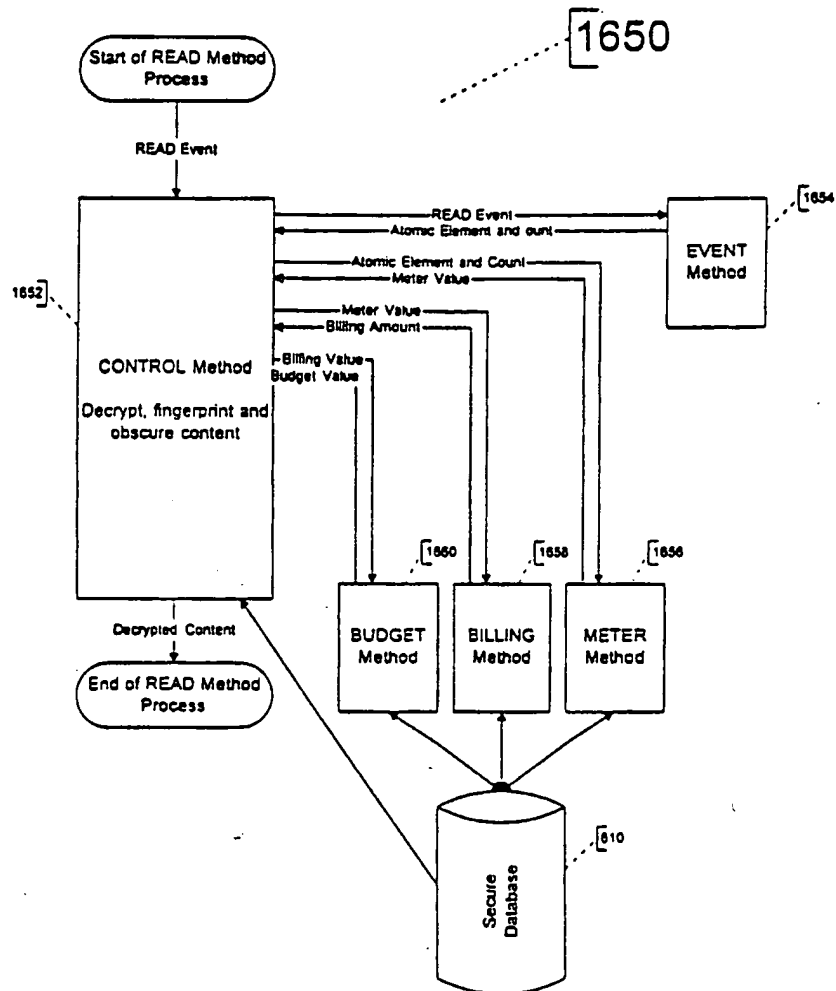 1650
Start of READ Method
Process
READ Event
1654
READ Event
Atomic Element and ount
EVENT
Method
Atomic Element and Count
Meter Value
1652
Meter Value
Billing Amount
CONTROL Method
Billing Value
Budget Value
Decrypt, fingerprint and
obscure content
1660
1658
1656
Decrypted Content
BUDGET
Method
BILLING
Method
METER
Method
End of READ Method
Process
610
Secure
Database